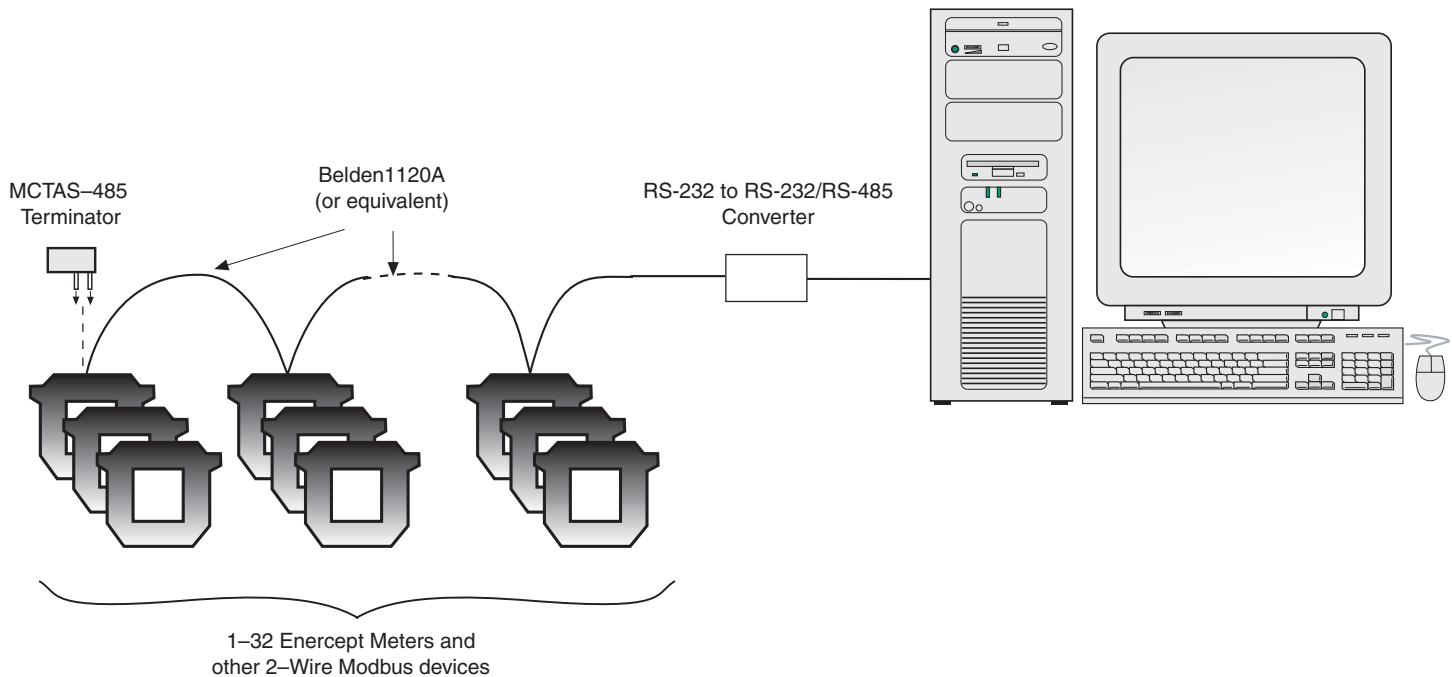 MCTAS–485
Terminator
Belden1120A
(or equivalent)
RS-232 to RS-232/RS-485
Converter
1–32 Enercept Meters and
other 2–Wire Modbus devices